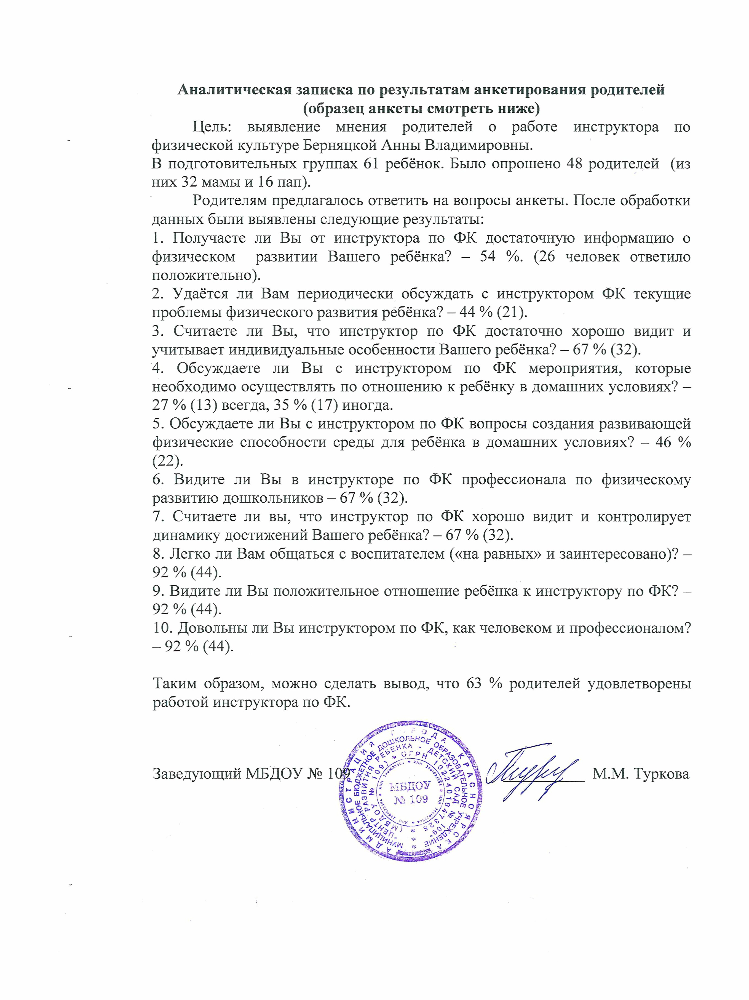 Аналитическая записка по результатам анкетирования родителей
(образец анкеты смотреть ниже)
Цель: выявление мнения родителей о работе инструктора по
физической культуре Берняцкой Анны Владимировны.
В подготовительных группах 61 ребёнок. Было опрошено 48 родителей (из
них 32 мамы и 16 пап).
Родителям предлагалось ответить на вопросы анкеты. После обработки
данных были выявлены следующие результаты:
1. Получаете ли Вы от инструктора по ФК достаточную информацию о
физическом развитии Вашего ребёнка? – 54 %. (26 человек ответило
положительно).
2. Удаётся ли Вам периодически обсуждать с инструктором ФК текущие
проблемы физического развития ребёнка? – 44 % (21).
3. Считаете ли Вы, что инструктор по ФК достаточно хорошо видит и
учитывает индивидуальные особенности Вашего ребёнка? – 67 % (32).
4. Обсуждаете ли Вы с инструктором по ФК мероприятия, которые
необходимо осуществлять по отношению к ребёнку в домашних условиях? –
27 % (13) всегда, 35 % (17) иногда.
5. Обсуждаете ли Вы с инструктором по ФК вопросы создания развивающей
физические способности среды для ребёнка в домашних условиях? – 46 %
(22).
6. Видите ли Вы в инструкторе по ФК профессионала по физическому
развитию дошкольников – 67 % (32).
7. Считаете ли вы, что инструктор по ФК хорошо видит и контролирует
динамику достижений Вашего ребёнка? – 67 % (32).
8. Легко ли Вам общаться с воспитателем («на равных» и заинтересовано)? –
92 % (44).
9. Видите ли Вы положительное отношение ребёнка к инструктору по ФК? –
92 % (44).
10. Довольны ли Вы инструктором по ФК, как человеком и профессионалом?
– 92 % (44).
Таким образом, можно сделать вывод, что 63 % родителей удовлетворены
работой инструктора по ФК.
Заведующий МБДОУ № 109 М.М. Туркова
АДМИНИСТРАЦИЯ ГОРОДА КРАСНОЯРСКА
* МУНИЦИПАЛЬНОЕ БЮДЖЕТНОЕ ДОШКОЛЬНОЕ ОБРАЗОВАТЕЛЬНОЕ УЧРЕЖДЕНИЕ
* "ЦЕНТР РАЗВИТИЯ РЕБЕНКА - ДЕТСКИЙ САД № 109"
* (МБДОУ № 109) * ОГРН 1022401947325
* ИНН 2461023564 * ИНН 2461023564 * ИНН 2461023564 * ИНН 2461023564
МБДОУ
№ 109